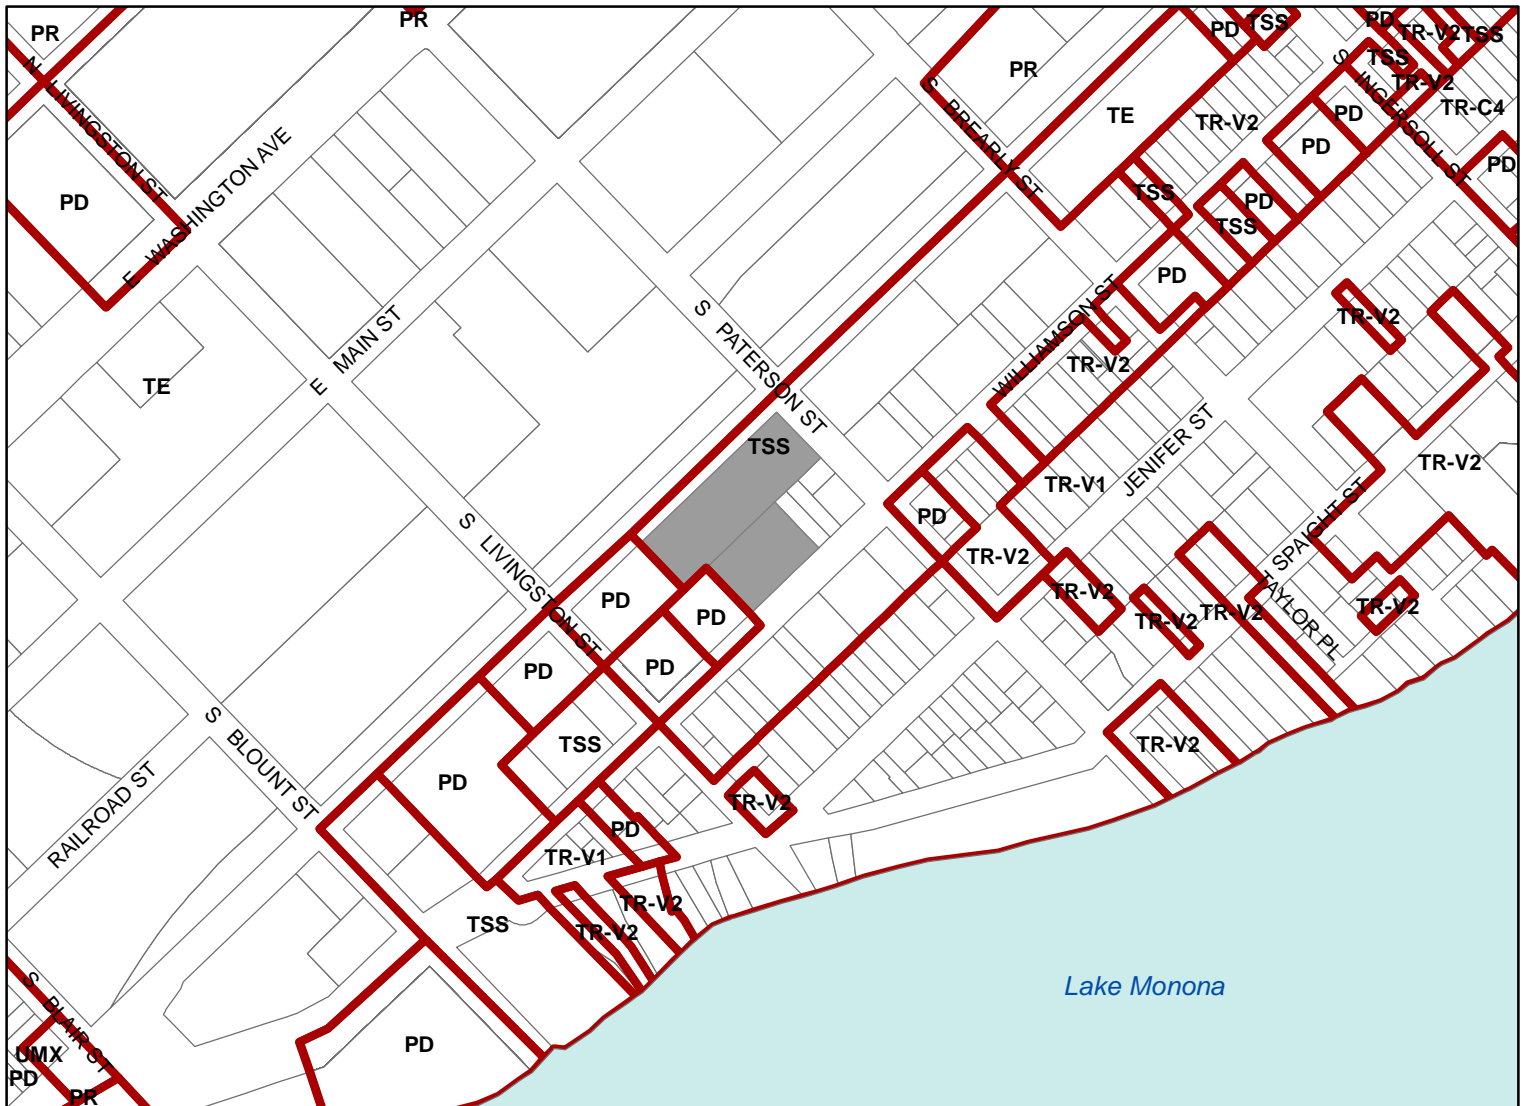 PR
PR
PD
TSS
PD
TR-V2
TSS
N LIVINGSTON ST
PR
S BREARLY ST
TE
TR-V2
PD
PD
TSS
S INGERSOLL ST
TR-V2
TR-C4
PD
PD
E WASHINGTON AVE
TSS
PD
TSS
PD
TE
E MAIN ST
S PATERSON ST
WILLIAMSON ST
TR-V2
TR-V2
TSS
JENIFER ST
TR-V1
TR-V2
SPAIGHT ST
PD
TR-V2
S LIVINGSTON ST
PD
PD
TR-V2
TR-V2
TR-V2
TAYLOR PL
TR-V2
PD
PD
TSS
TR-V2
S BLOUNT ST
PD
TR-V2
RAILROAD ST
PD
TR-V1
TR-V2
TSS
TR-V2
Lake Monona
S BLAIR ST
PD
UMX
PD
PR